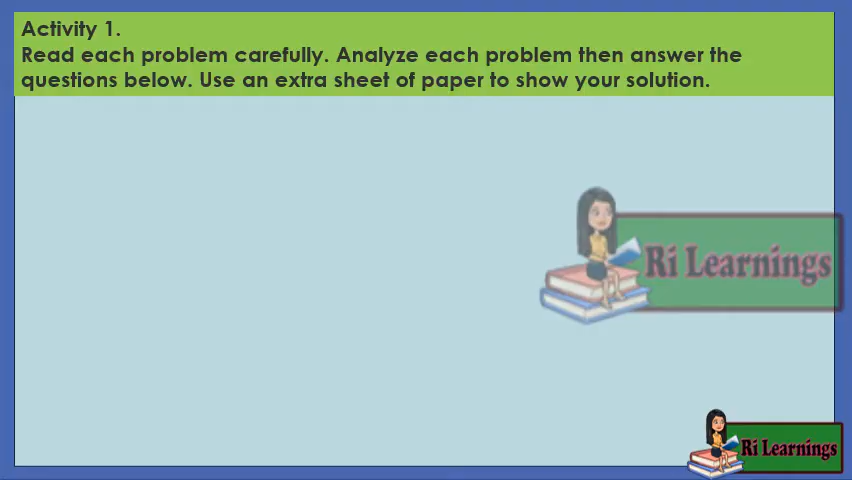 Activity 1.
Read each problem carefully. Analyze each problem then answer the
questions below. Use an extra sheet of paper to show your solution.
Ri Learnings
Ri Learnings